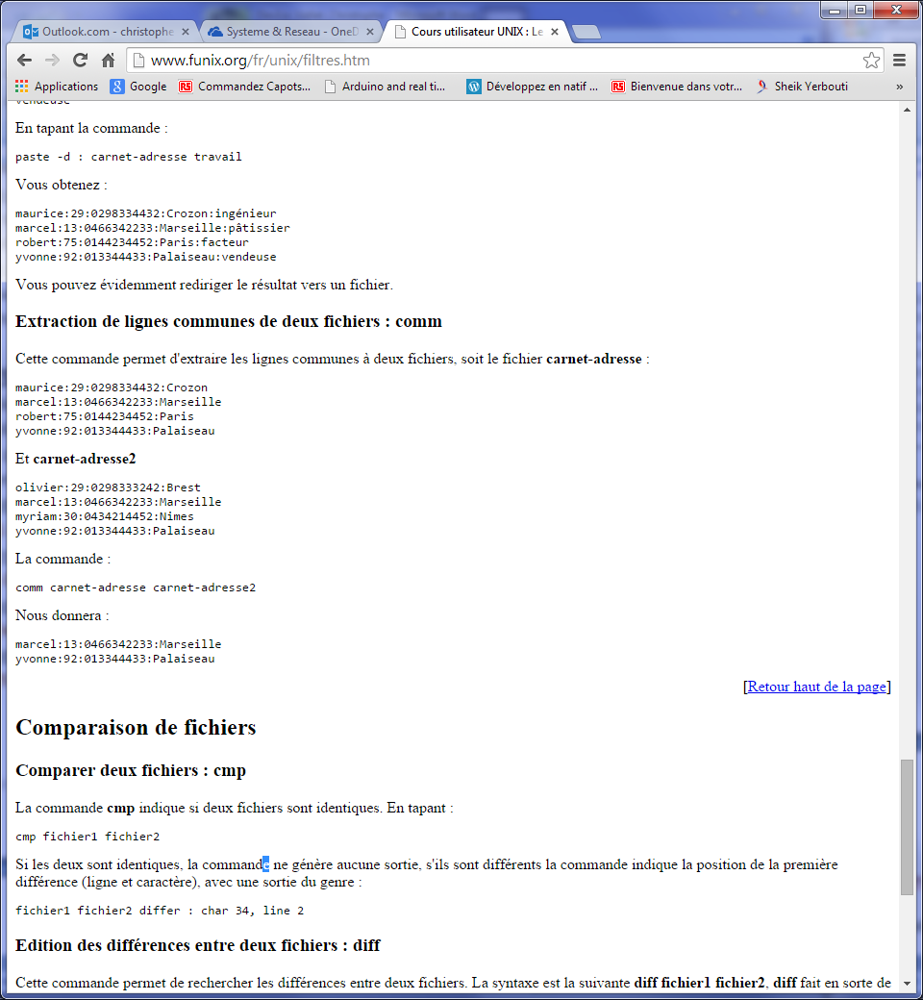 Outlook.com - christophe
Systeme & Reseau - OneD
Cours utilisateur UNIX : Le
www.funix.org/fr/unix/filtres.htm
Applications
Google
Commandez Capots...
Arduino and real ti...
Développez en natif ...
Bienvenue dans votr...
Sheik Yerbouti
»
vendeuse
En tapant la commande :
paste -d : carnet-adresse travail
Vous obtenez :
maurice:29:0298334432:Crozon:ingénieur
marcel:13:0466342233:Marseille:pâtissier
robert:75:0144234452:Paris:facteur
yvonne:92:013344433:Palaiseau:vendeuse
Vous pouvez évidemment rediriger le résultat vers un fichier.
Extraction de lignes communes de deux fichiers : comm
Cette commande permet d'extraire les lignes communes à deux fichiers, soit le fichier carnet-adresse :
maurice:29:0298334432:Crozon
marcel:13:0466342233:Marseille
robert:75:0144234452:Paris
yvonne:92:013344433:Palaiseau
Et carnet-adresse2
olivier:29:0298333242:Brest
marcel:13:0466342233:Marseille
myriam:30:0434214452:Nimes
yvonne:92:013344433:Palaiseau
La commande :
comm carnet-adresse carnet-adresse2
Nous donnera :
marcel:13:0466342233:Marseille
yvonne:92:013344433:Palaiseau
[Retour haut de la page]
Comparaison de fichiers
Comparer deux fichiers : cmp
La commande cmp indique si deux fichiers sont identiques. En tapant :
cmp fichier1 fichier2
Si les deux sont identiques, la commande ne génère aucune sortie, s'ils sont différents la commande indique la position de la première
différence (ligne et caractère), avec une sortie du genre :
fichier1 fichier2 differ : char 34, line 2
Edition des différences entre deux fichiers : diff
Cette commande permet de rechercher les différences entre deux fichiers. La syntaxe est la suivante diff fichier1 fichier2, diff fait en sorte de